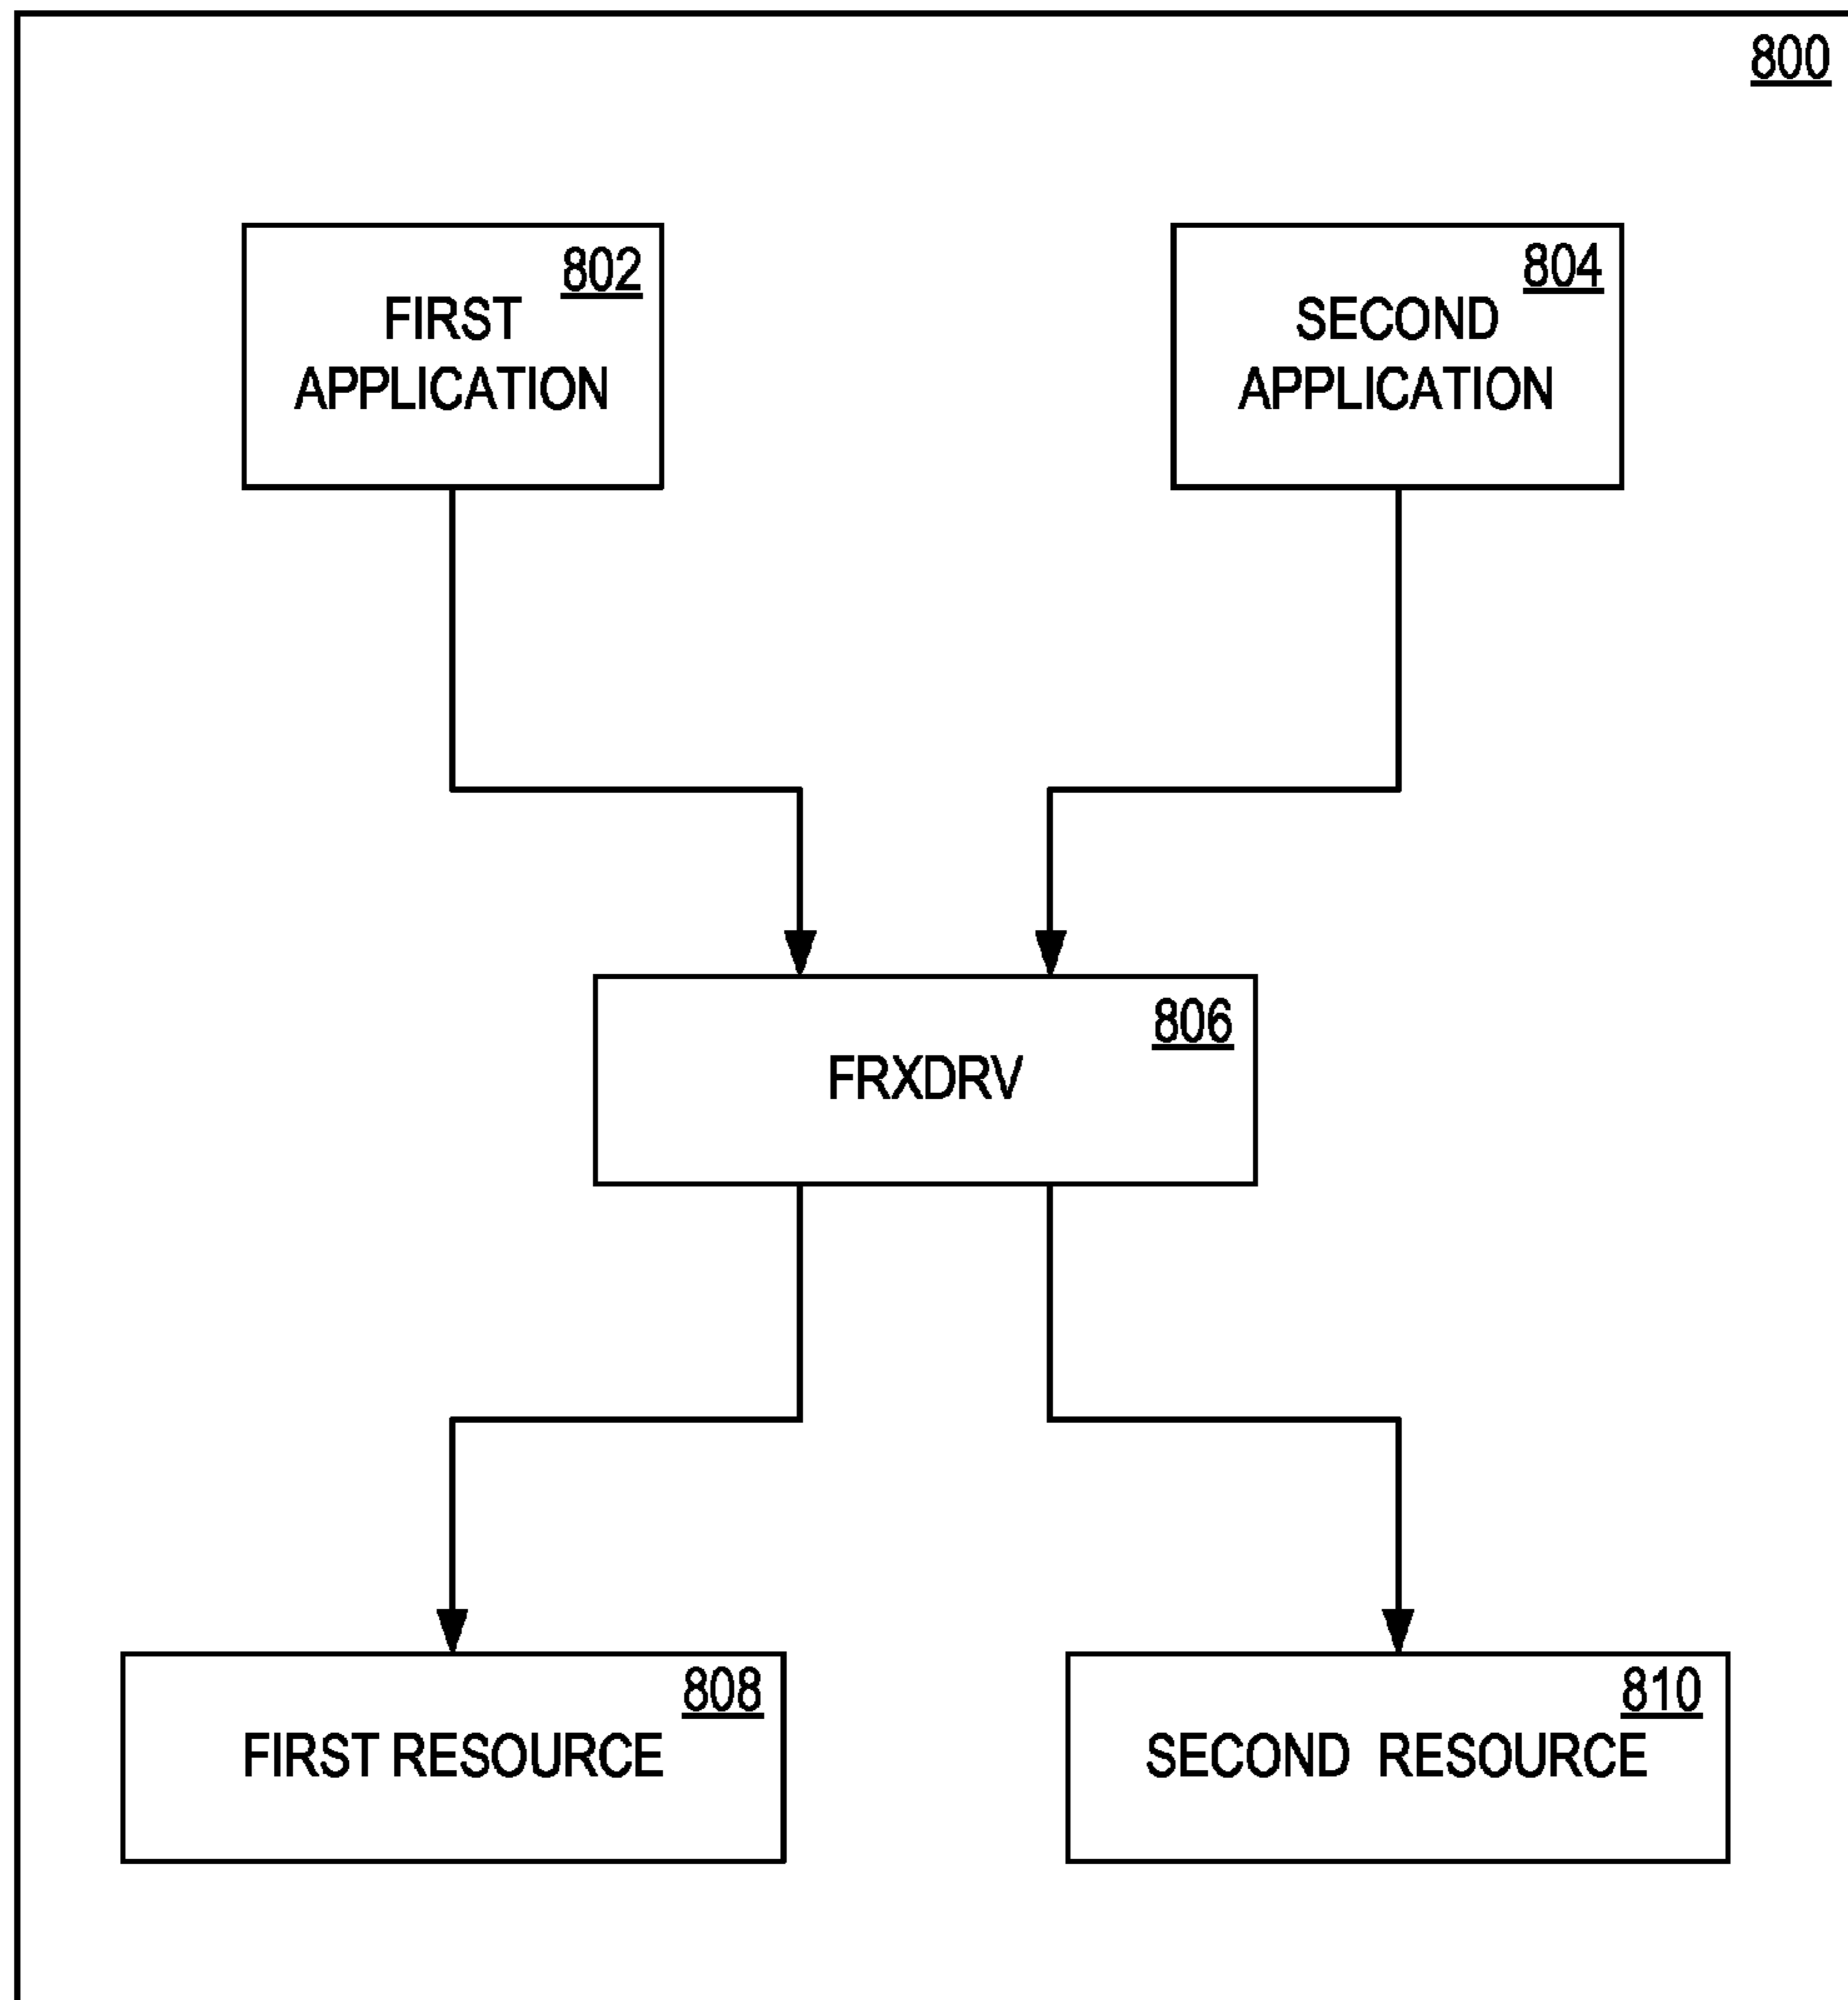 800
802
FIRST
APPLICATION
804
SECOND
APPLICATION
806
FRXDRV
808
FIRST RESOURCE
810
SECOND RESOURCE